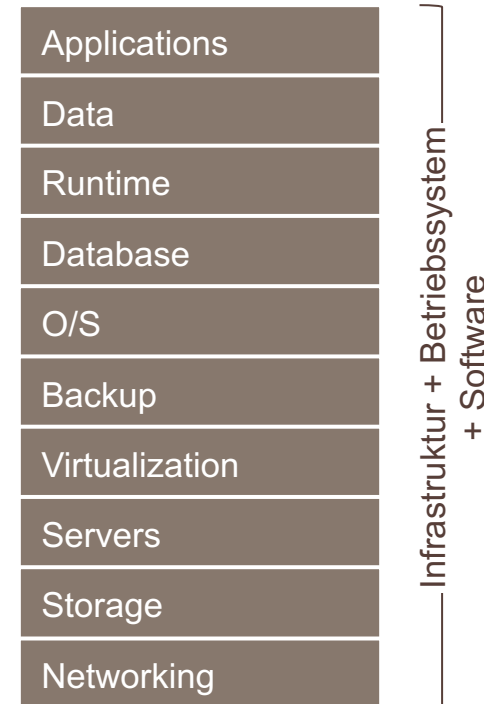 Applications
Data
Runtime
Database
O/S
Backup
Virtualization
Servers
Storage
Networking
Infrastruktur + Betriebssystem
+ Software